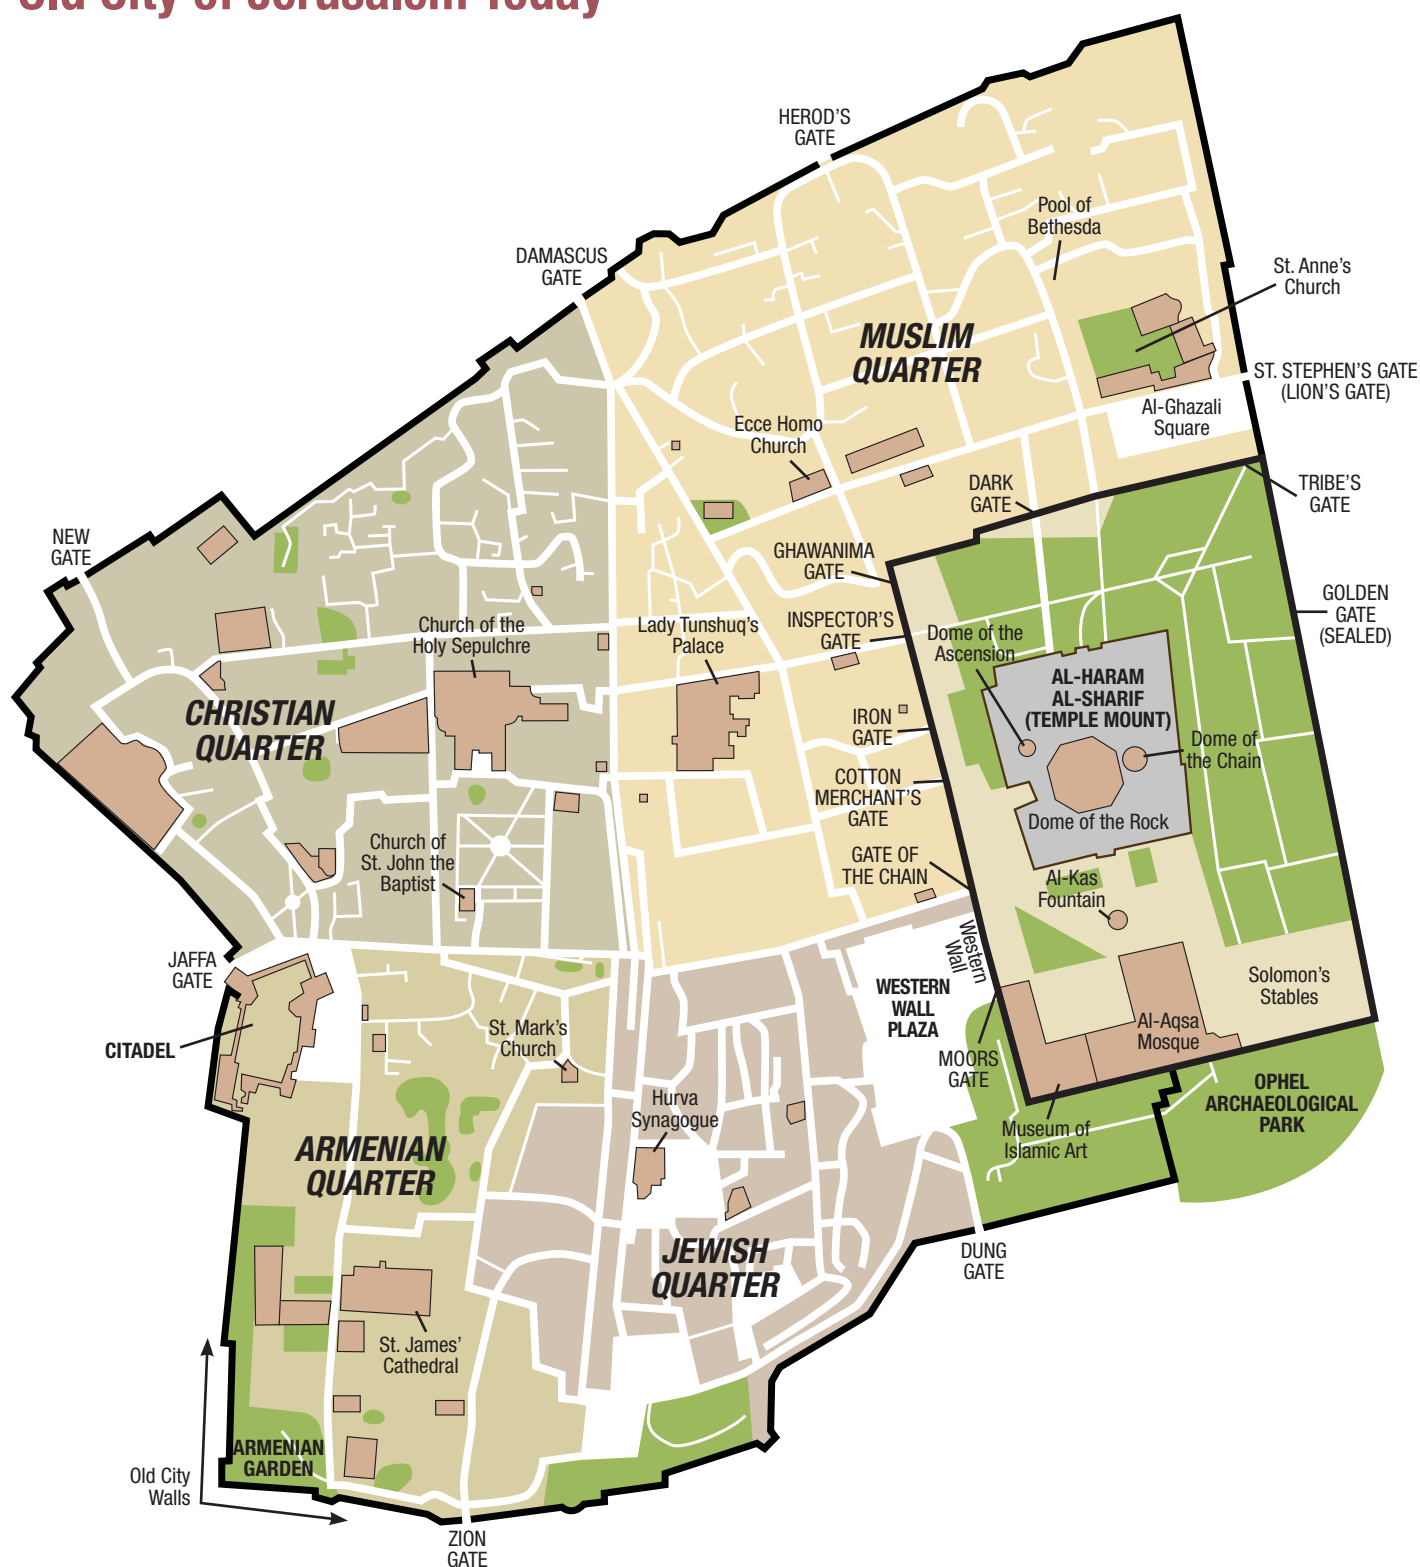 Old City of Jerusalem Today
HEROD'S
GATE
DAMASCUS
GATE
Pool of
Bethesda
St. Anne's
Church
MUSLIM
QUARTER
ST. STEPHEN'S GATE
(LION'S GATE)
Al-Ghazali
Square
Ecce Homo
Church
DARK
GATE
TRIBE'S
GATE
NEW
GATE
GHAWANIMA
GATE
GOLDEN
GATE
(SEALED)
INSPECTOR'S
GATE
Church of the
Holy Sepulchre
Lady Tunshuq's
Palace
Dome of the
Ascension
AL-HARAM
AL-SHARIF
(TEMPLE MOUNT)
CHRISTIAN
QUARTER
IRON
GATE
Dome of
the Chain
COTTON
MERCHANT'S
GATE
Dome of the Rock
Church of
St. John the
Baptist
GATE OF
THE CHAIN
Al-Kas
Fountain
Western
Wall
JAFFA
GATE
WESTERN
WALL
PLAZA
Solomon's
Stables
CITADEL
St. Mark's
Church
Al-Aqsa
Mosque
MOORS
GATE
Hurva
Synagogue
OPHEL
ARCHAEOLOGICAL
PARK
Museum of
Islamic Art
ARMENIAN
QUARTER
JEWISH
QUARTER
DUNG
GATE
St. James'
Cathedral
ARMENIAN
GARDEN
Old City
Walls
ZION
GATE